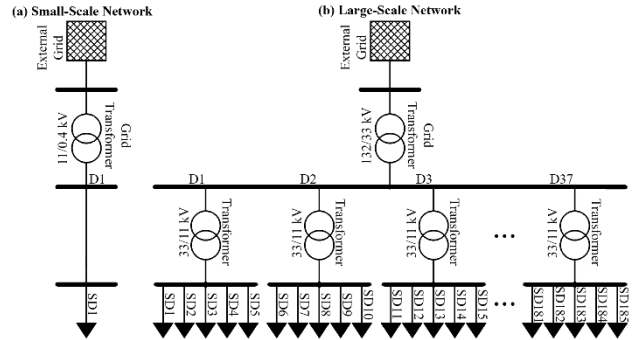 (a) Small-Scale Network
External
Grid
11/0.4 kV
Grid
Transformer
D1
SD1
(b) Large-Scale Network
External
Grid
132/33 kV
Grid
Transformer
D1
D2
D3
D37
33/11 kV
Transformer
33/11 kV
Transformer
33/11 kV
Transformer
...
33/11 kV
Transformer
SD1
SD2
SD3
SD4
SD5
SD6
SD7
SD8
SD9
SD10
SD11
SD12
SD13
SD14
SD15
...
SD181
SD182
SD183
SD184
SD185